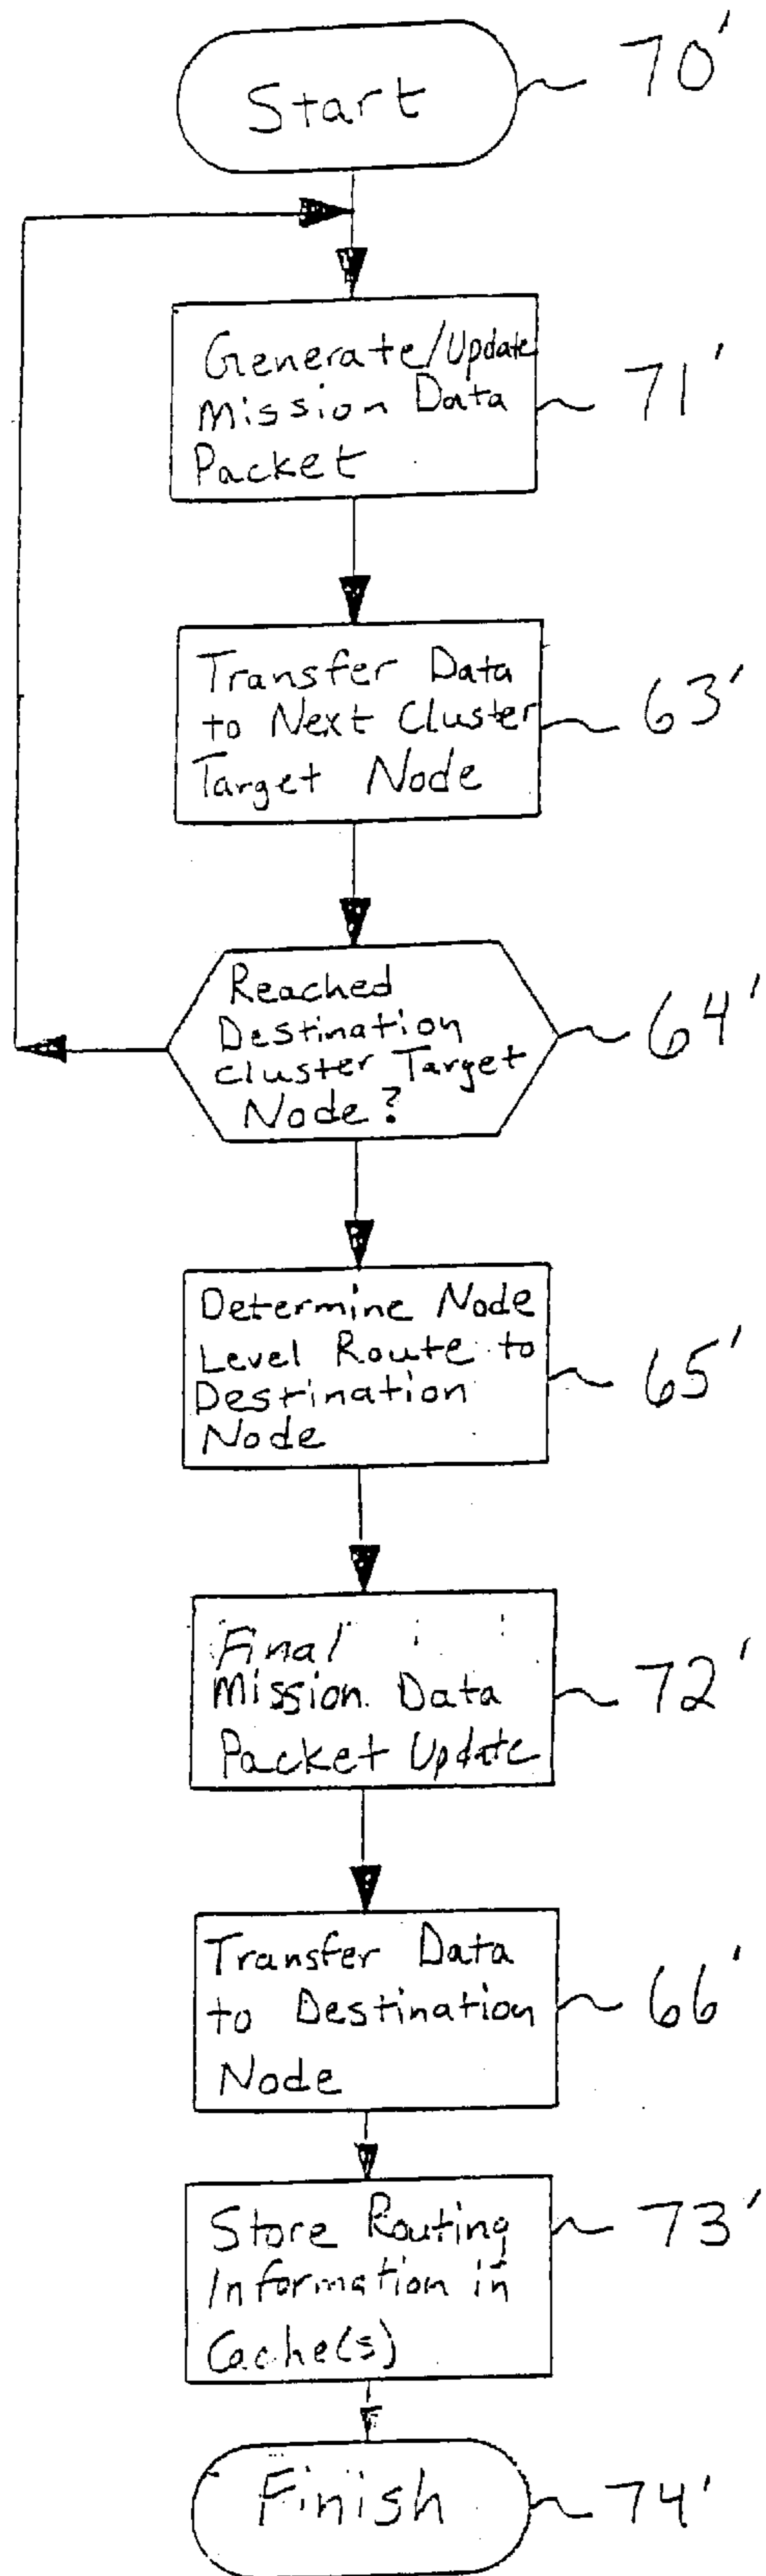 Start
70'
Generate/Update
Mission Data
Packet
71'
Transfer Data
to Next Cluster
Target Node
63'
Reached
Destination
Cluster Target
Node?
64'
Determine Node
Level Route to
Destination
Node
65'
Final
Mission Data
Packet Update
72'
Transfer Data
to Destination
Node
66'
Store Routing
Information in
Cache(s)
73'
Finish
74'